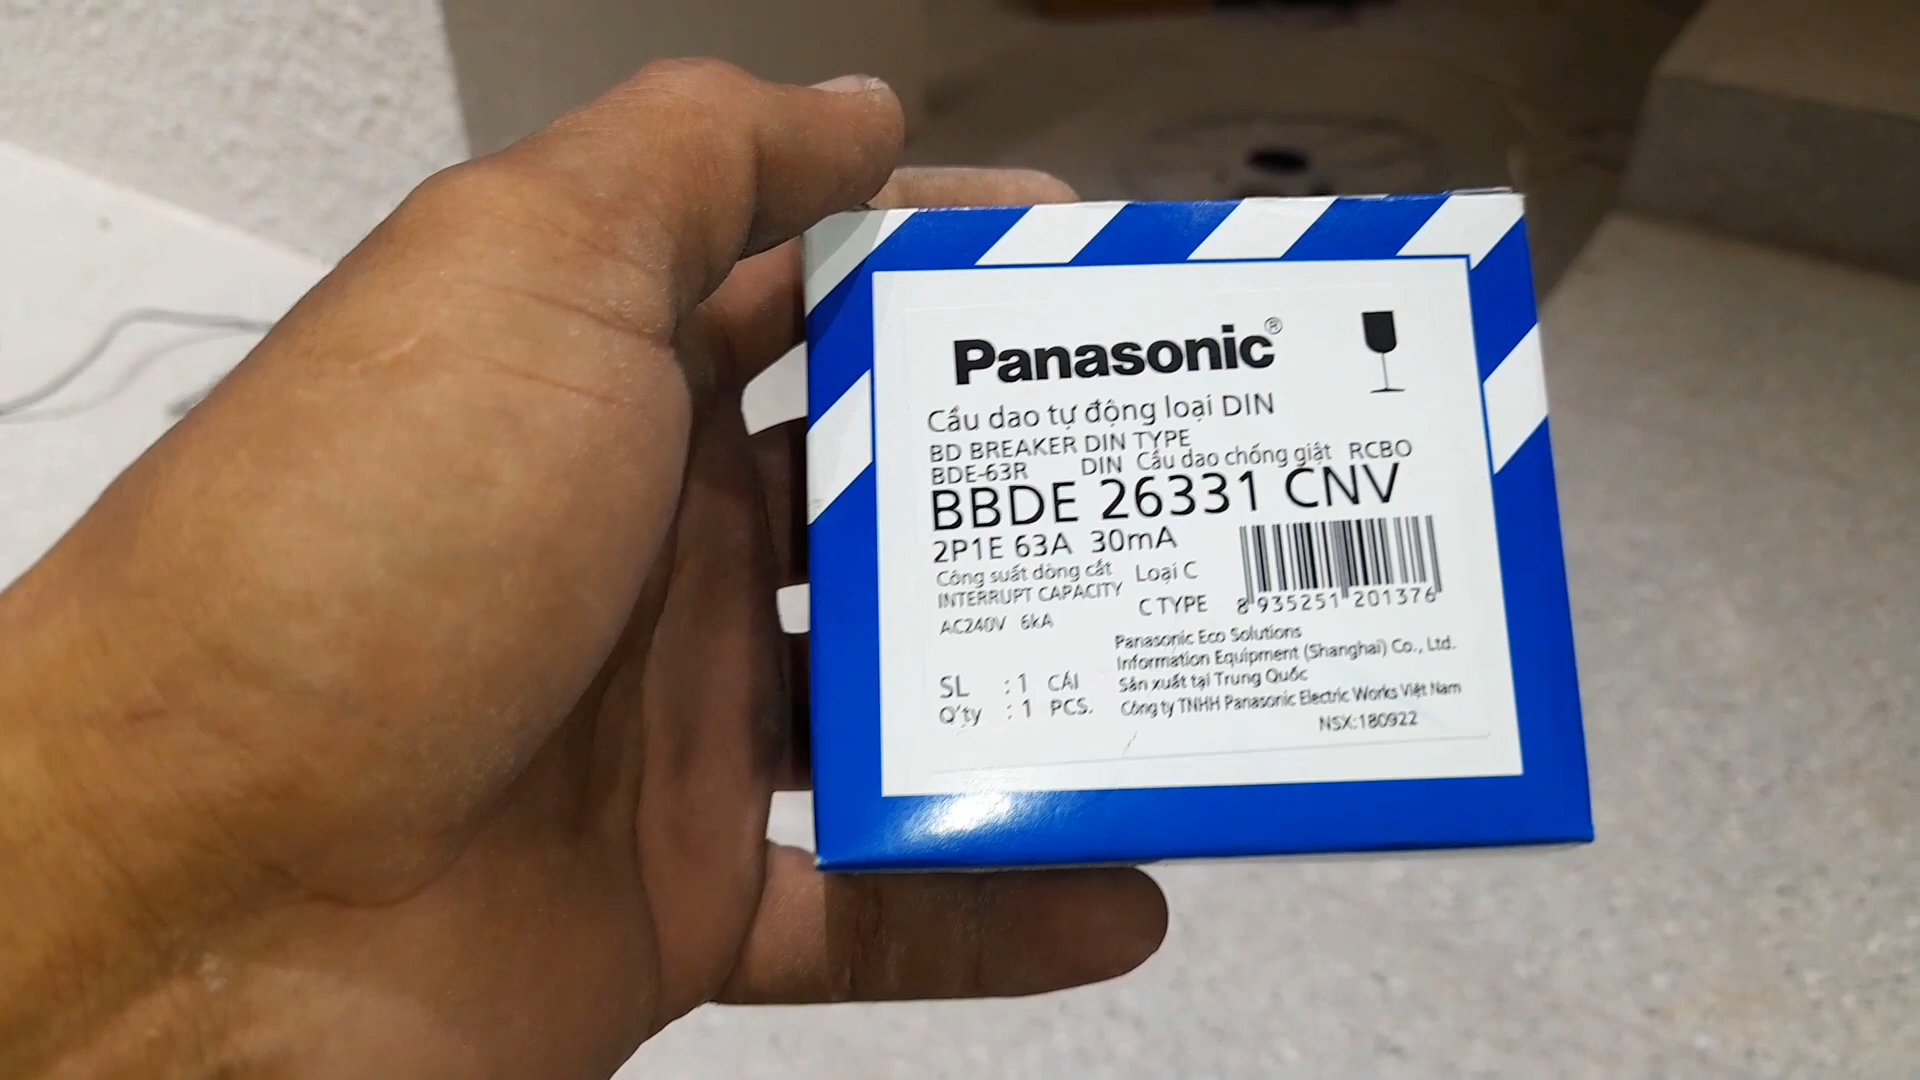 Panasonic®
Cầu dao tự động loại DIN
BD BREAKER DIN TYPE
BDE-63R DIN Cầu dao chống giật RCBO
BBDE 26331 CNV
2P1E 63A 30mA
Công suất dòng cắt Loại C
INTERRUPT CAPACITY C TYPE
AC240V 6kA
8 935251 201376
Panasonic Eco Solutions
Information Equipment (Shanghai) Co., Ltd.
SL : 1 CÁI Sản xuất tại Trung Quốc
Q'ty : 1 PCS. Công ty TNHH Panasonic Electric Works Việt Nam
NSX:180922